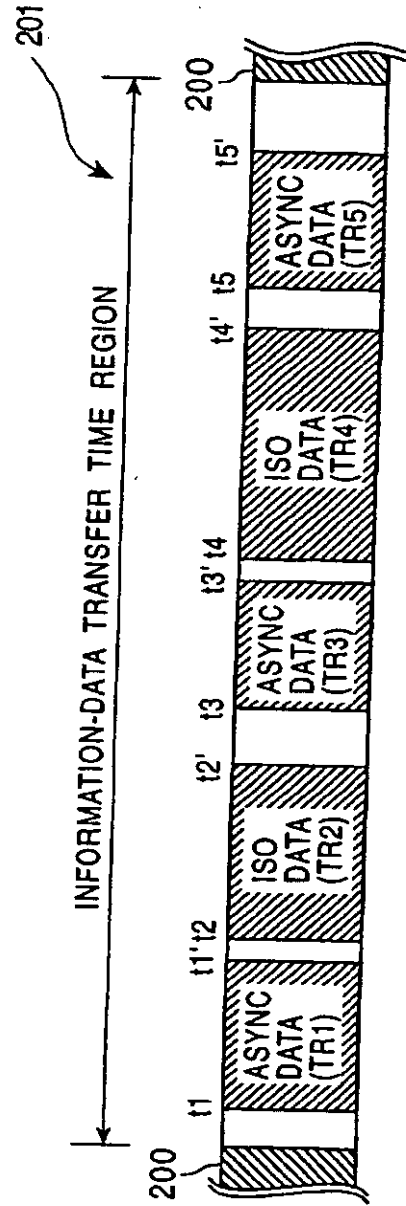 201
INFORMATION-DATA TRANSFER TIME REGION
200
t1
t1'
t2
t2'
t3
t3'
t4
t4'
t5
t5'
200
ASYNC
DATA
(TR1)
ISO
DATA
(TR2)
ASYNC
DATA
(TR3)
ISO
DATA
(TR4)
ASYNC
DATA
(TR5)